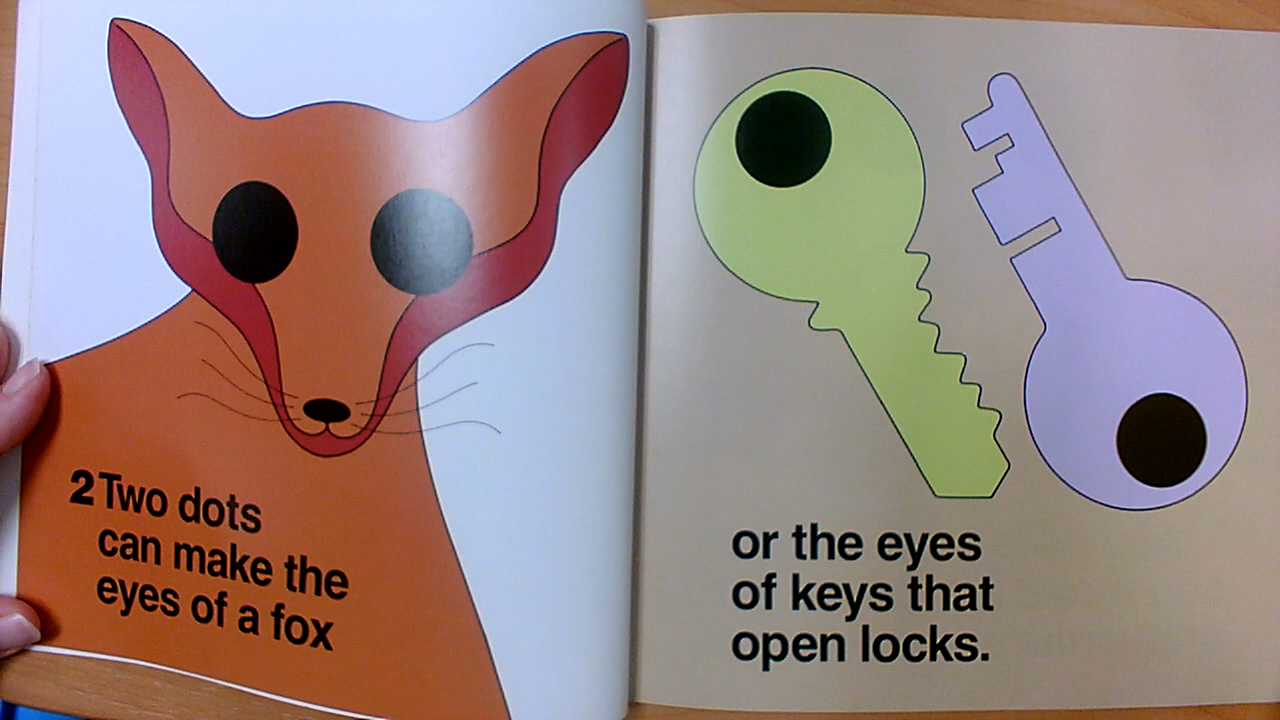 2 Two dots
can make the
eyes of a fox
or the eyes
of keys that
open locks.